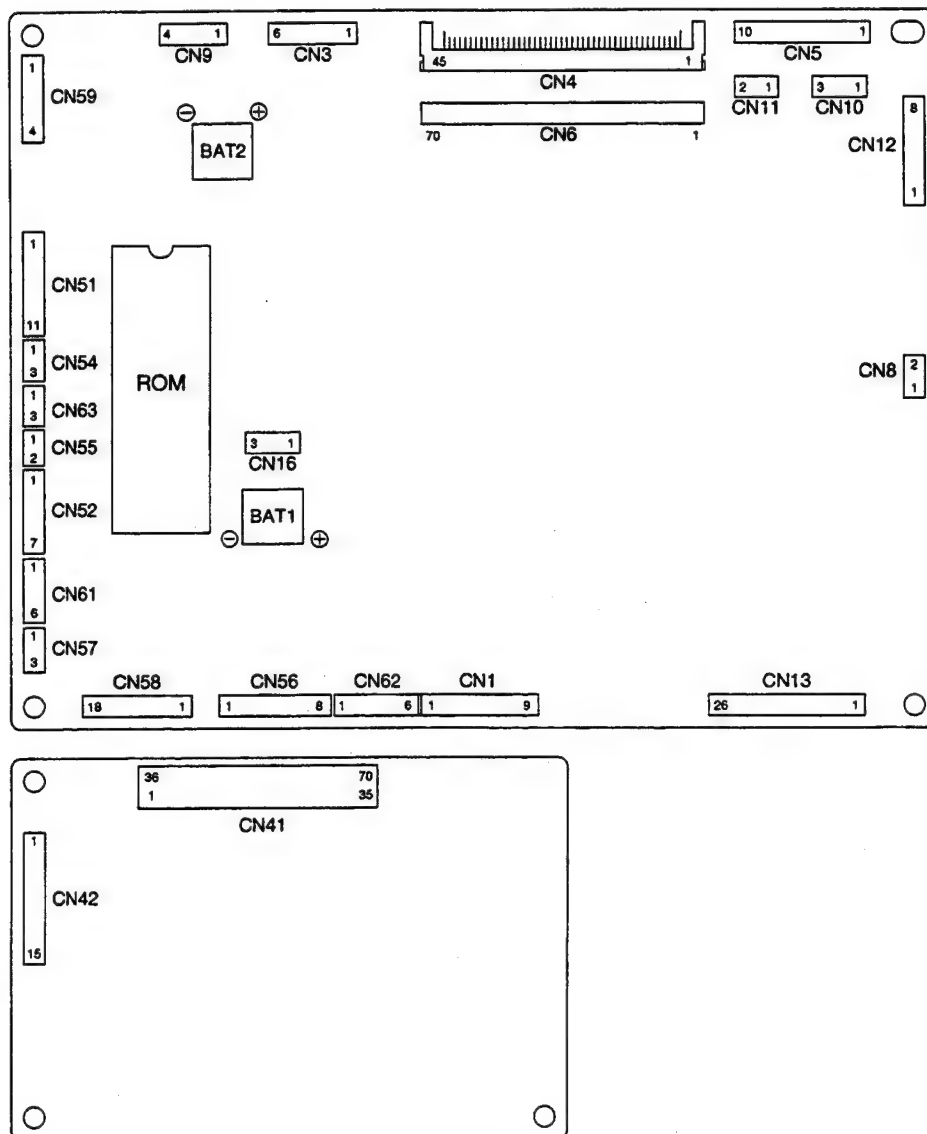 4 1
CN9
6 1
CN3
45 1
CN4
10 1
CN5
1
4
CN59
BAT2
70 1
CN6
2 1
CN11
3 1
CN10
8
1
CN12
1
11
CN51
1
3
CN54
1
3
CN63
1
2
CN55
1
7
CN52
1
6
CN61
1
3
CN57
ROM
3 1
CN16
BAT1
2
1
CN8
CN58
18 1
CN56
1 8
CN62
1 6
CN1
1 9
CN13
26 1
36 70
1 35
CN41
1
15
CN42